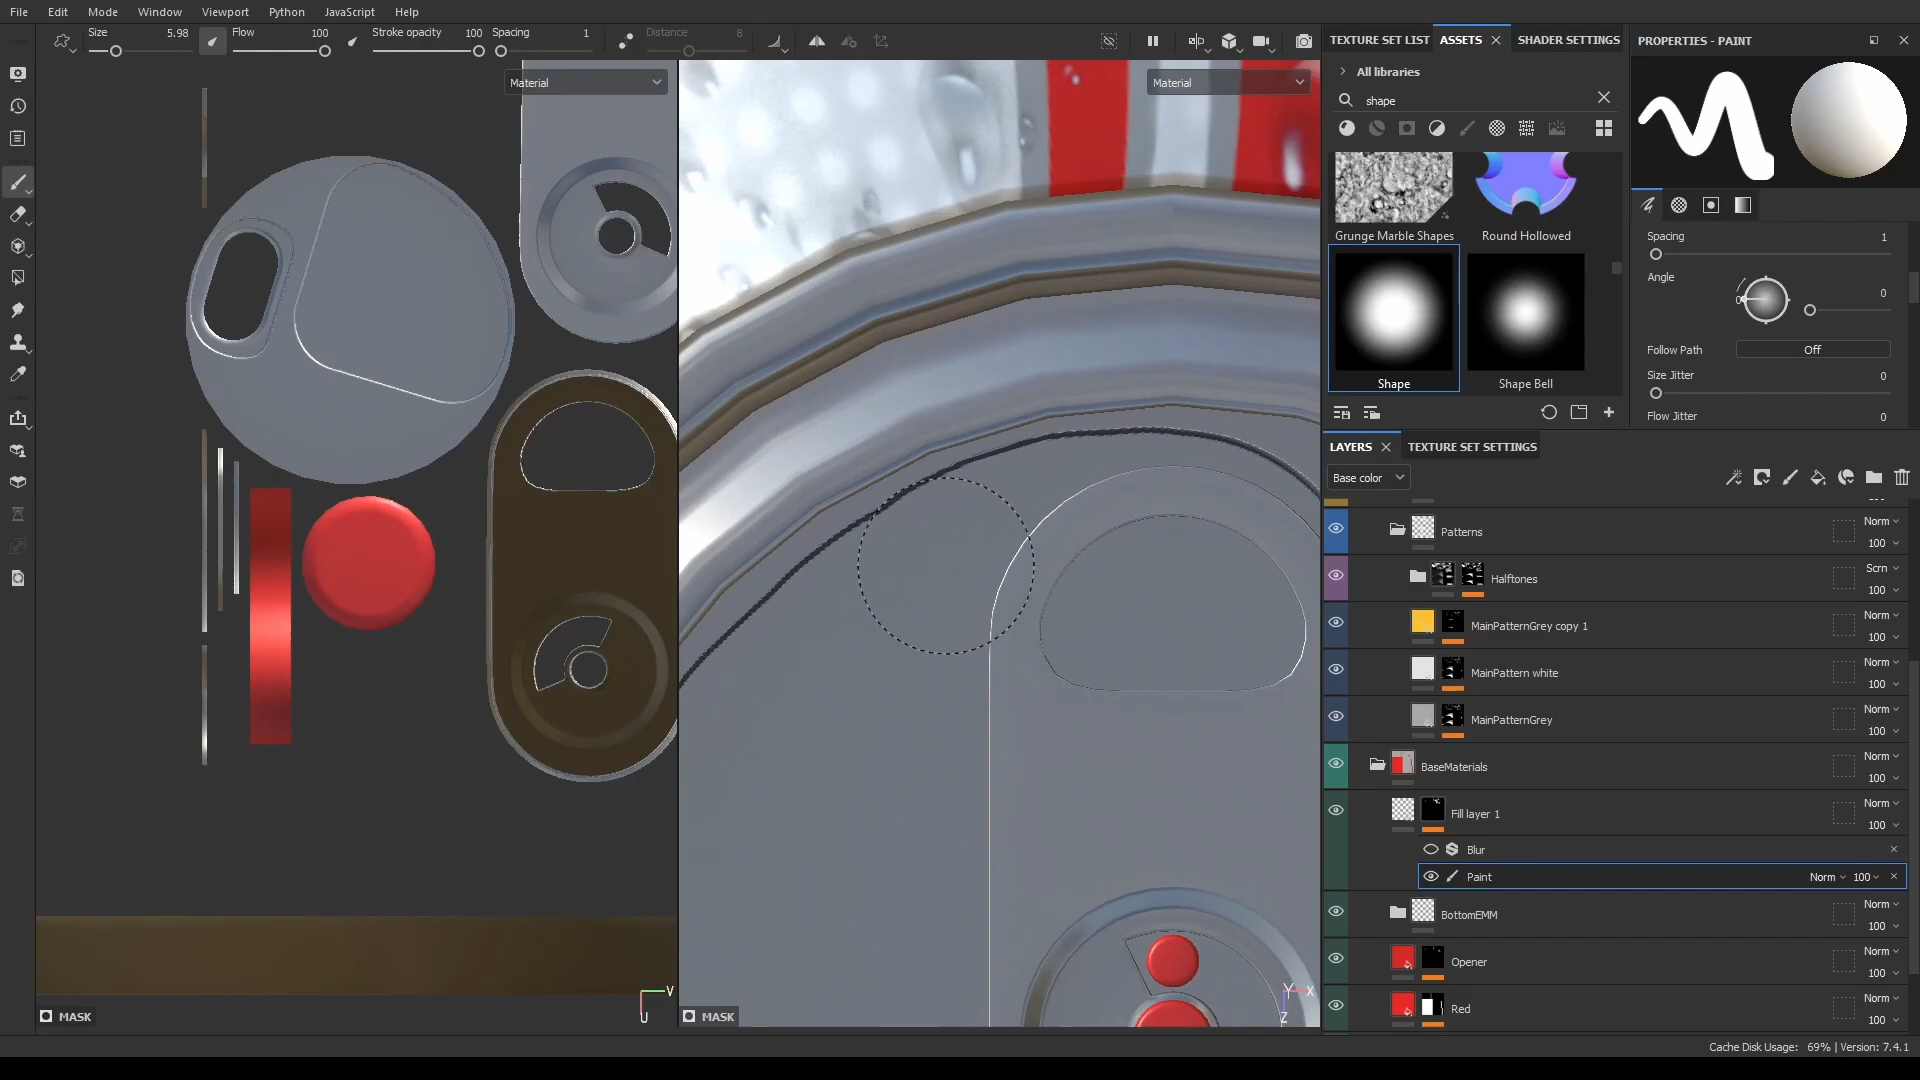 File Edit Mode Window Viewport Python JavaScript Help
Size 5.98 Flow 100 Stroke opacity 100 Spacing 1 Distance 8
Material
Material
MASK
MASK
V
U
Y X
Z
TEXTURE SET LIST ASSETS SHADER SETTINGS
All libraries
shape
Grunge Marble Shapes Round Hollowed
Shape Shape Bell
PROPERTIES - PAINT
Spacing 1
Angle 0 0
Follow Path Off
Size Jitter 0
Flow Jitter 0
LAYERS TEXTURE SET SETTINGS
Base color
Patterns Norm 100
Halftones Scrn 100
MainPatternGrey copy 1 Norm 100
MainPattern white Norm 100
MainPatternGrey Norm 100
BaseMaterials Norm 100
Fill layer 1 Norm 100
Blur
Paint Norm 100
BottomEMM Norm 100
Opener Norm 100
Red Norm 100
Cache Disk Usage: 69% | Version: 7.4.1